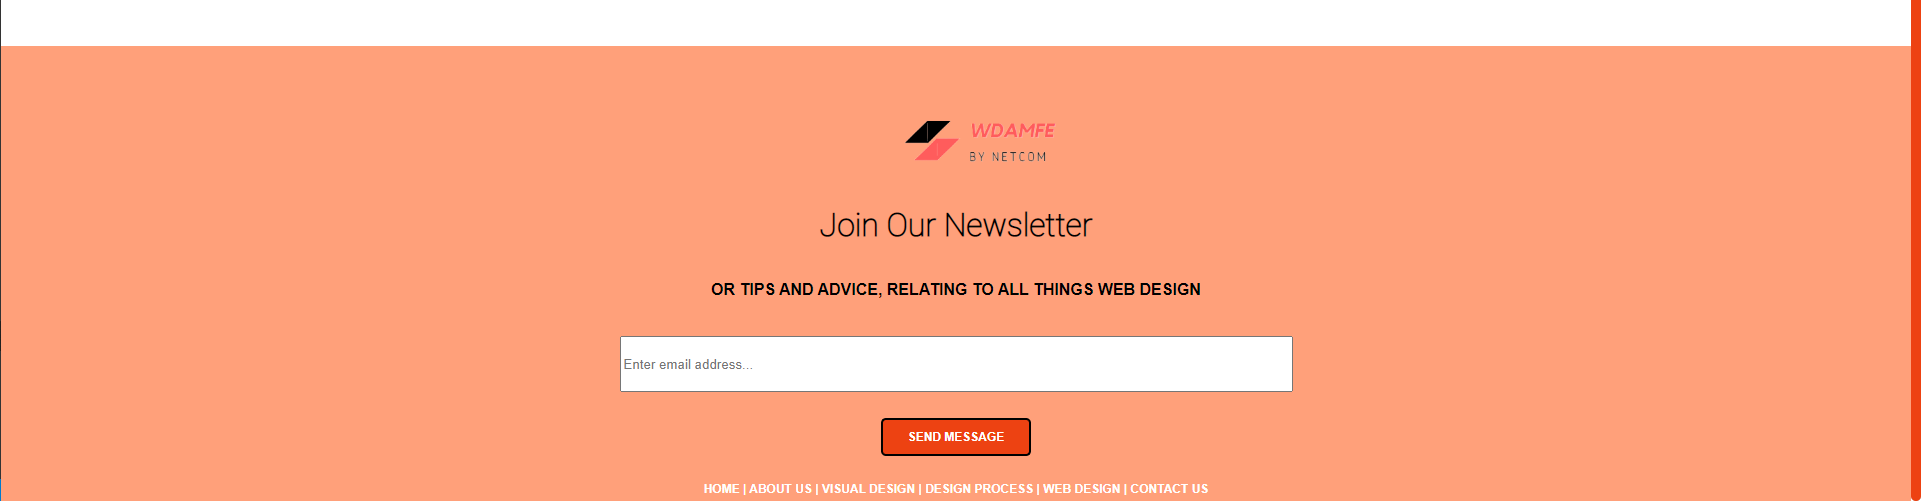 WDAMFE
BY NETCOM
Join Our Newsletter
OR TIPS AND ADVICE, RELATING TO ALL THINGS WEB DESIGN
Enter email address...
SEND MESSAGE
HOME | ABOUT US | VISUAL DESIGN | DESIGN PROCESS | WEB DESIGN | CONTACT US